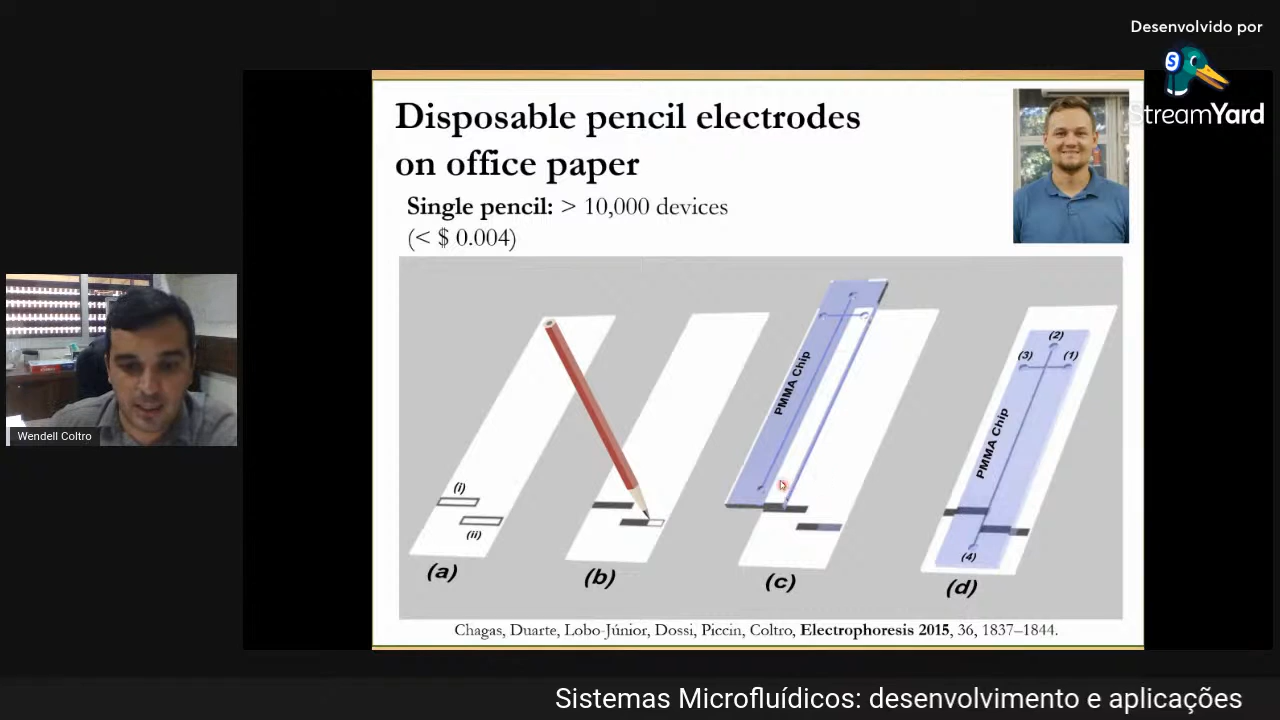 Desenvolvido por
S
StreamYard
Disposable pencil electrodes
on office paper
Single pencil: > 10,000 devices
(< $ 0.004)
(i)
(ii)
(a)
(b)
PMMA Chip
(c)
(2)
(3)
(1)
PMMA Chip
(4)
(d)
Chagas, Duarte, Lobo-Júnior, Dossi, Piccin, Coltro, Electrophoresis 2015, 36, 1837–1844.
Wendell Coltro
Sistemas Microfluídicos: desenvolvimento e aplicações